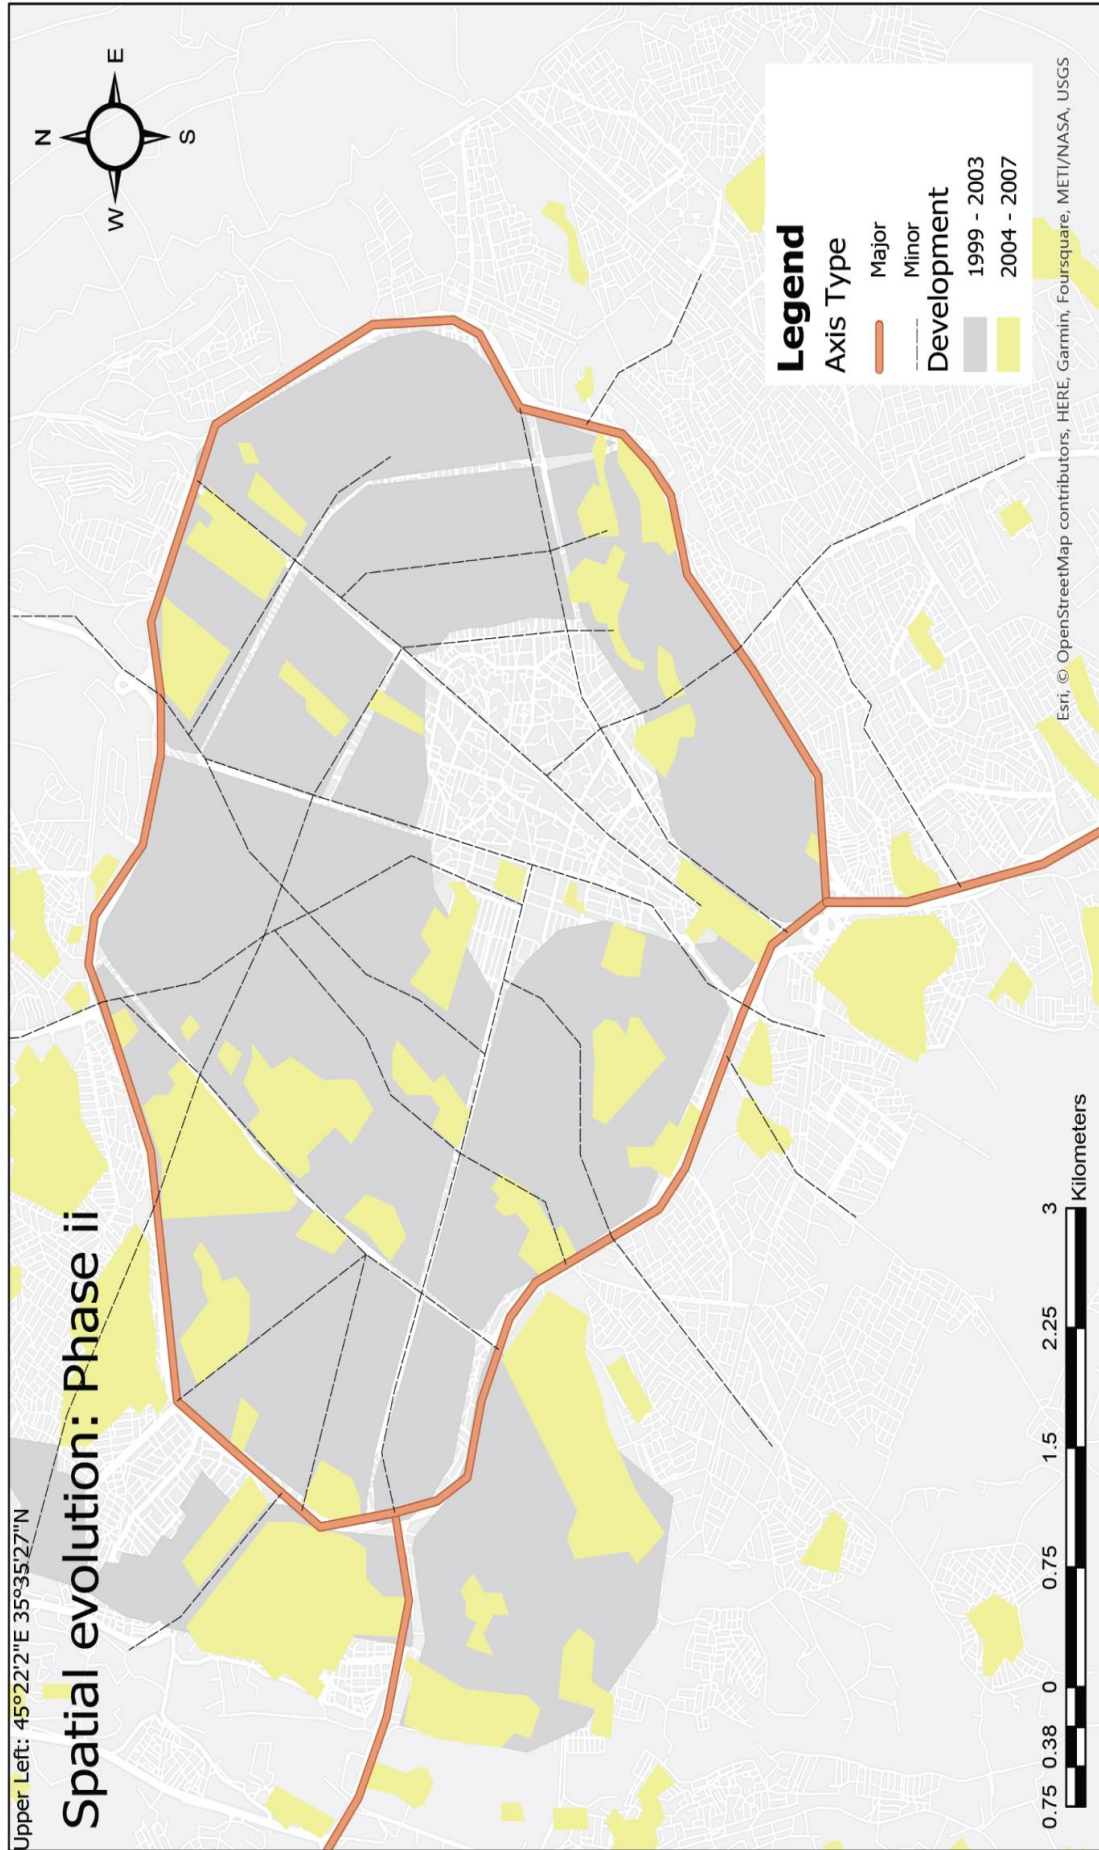 Upper Left: 45°22'2"E 35°35'27"N
Spatial evolution: Phase ii
N
W
E
S
Legend
Axis Type
Major
Minor
Development
1999 - 2003
2004 - 2007
0.75 0.38 0 0.75 1.5 2.25 3
Kilometers
Esri, © OpenStreetMap contributors, HERE, Garmin, Foursquare, METI/NASA, USGS